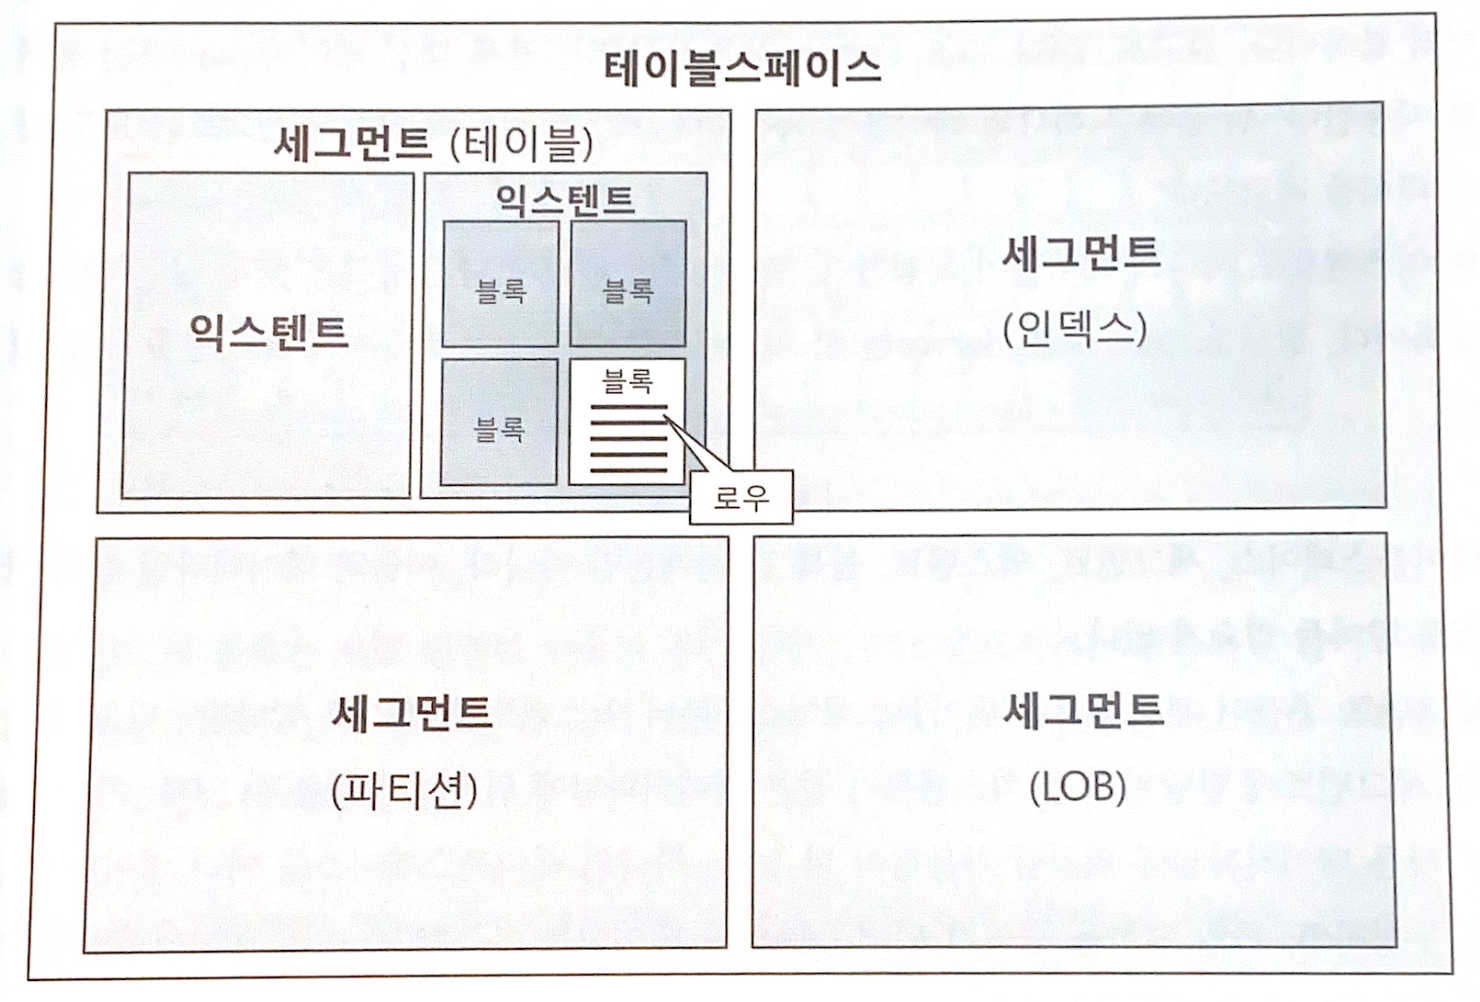 테이블스페이스
세그먼트 (테이블)
익스텐트
익스텐트
블록
블록
블록
블록
로우
세그먼트
(인덱스)
세그먼트
(파티션)
세그먼트
(LOB)